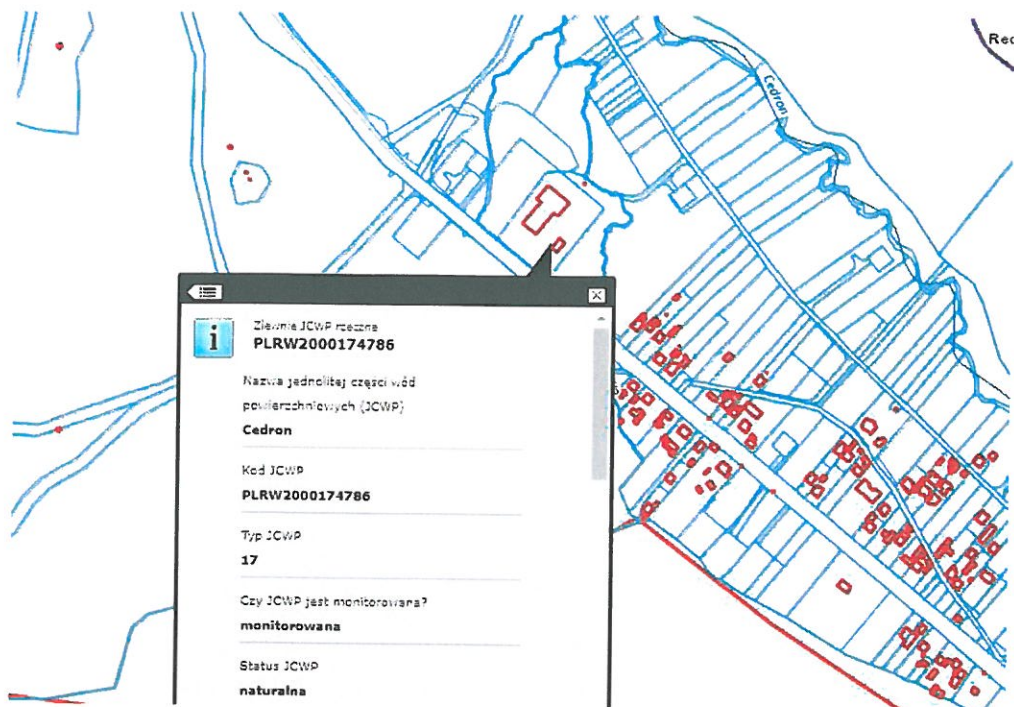 Cedron
Zlewnie JCWP rzeczne
PLRW2000174786
Nazwa jednolitej części wód
powierzchniowych (JCWP)
Cedron
Kod JCWP
PLRW2000174786
Typ JCWP
17
Czy JCWP jest monitorowana?
monitorowana
Status JCWP
naturalna